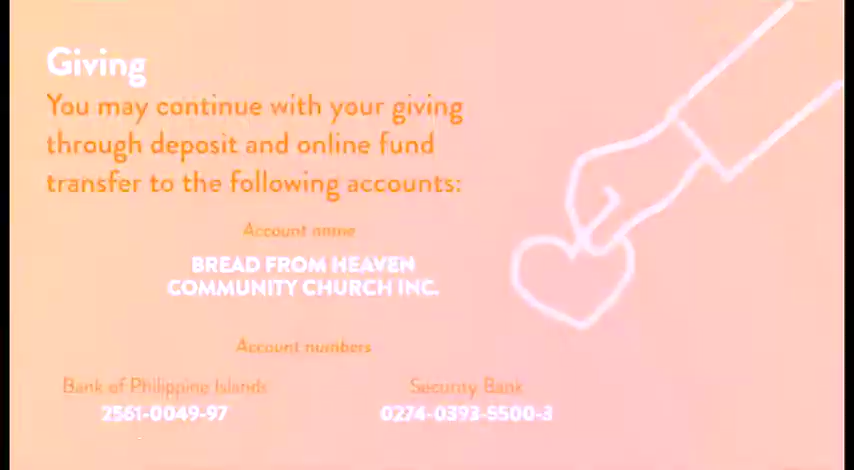 Giving
You may continue with your giving
through deposit and online fund
transfer to the following accounts:
Account name
BREAD FROM HEAVEN
COMMUNITY CHURCH INC.
Account numbers
Bank of Philippine Islands
2561-0049-97
Security Bank
0274-0393-5500-3